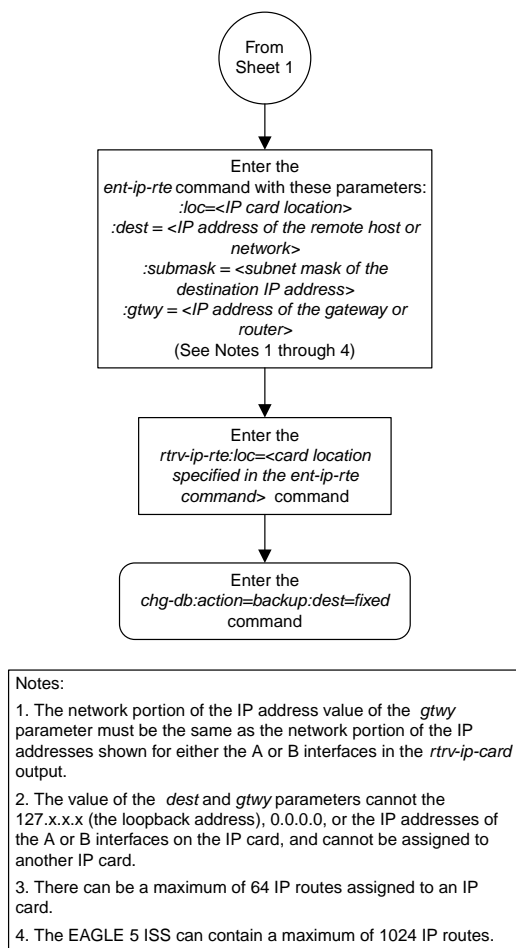 From
Sheet 1
Enter the
ent-ip-rte command with these parameters:
:loc=<IP card location>
:dest = <IP address of the remote host or
network>
:submask = <subnet mask of the
destination IP address>
:gtwy = <IP address of the gateway or
router>
(See Notes 1 through 4)
Enter the
rtrv-ip-rte:loc=<card location
specified in the ent-ip-rte
command> command
Enter the
chg-db:action=backup:dest=fixed
command
Notes:
1. The network portion of the IP address value of the gtwy
parameter must be the same as the network portion of the IP
addresses shown for either the A or B interfaces in the rtrv-ip-card
output.
2. The value of the dest and gtwy parameters cannot the
127.x.x.x (the loopback address), 0.0.0.0, or the IP addresses of
the A or B interfaces on the IP card, and cannot be assigned to
another IP card.
3. There can be a maximum of 64 IP routes assigned to an IP
card.
4. The EAGLE 5 ISS can contain a maximum of 1024 IP routes.